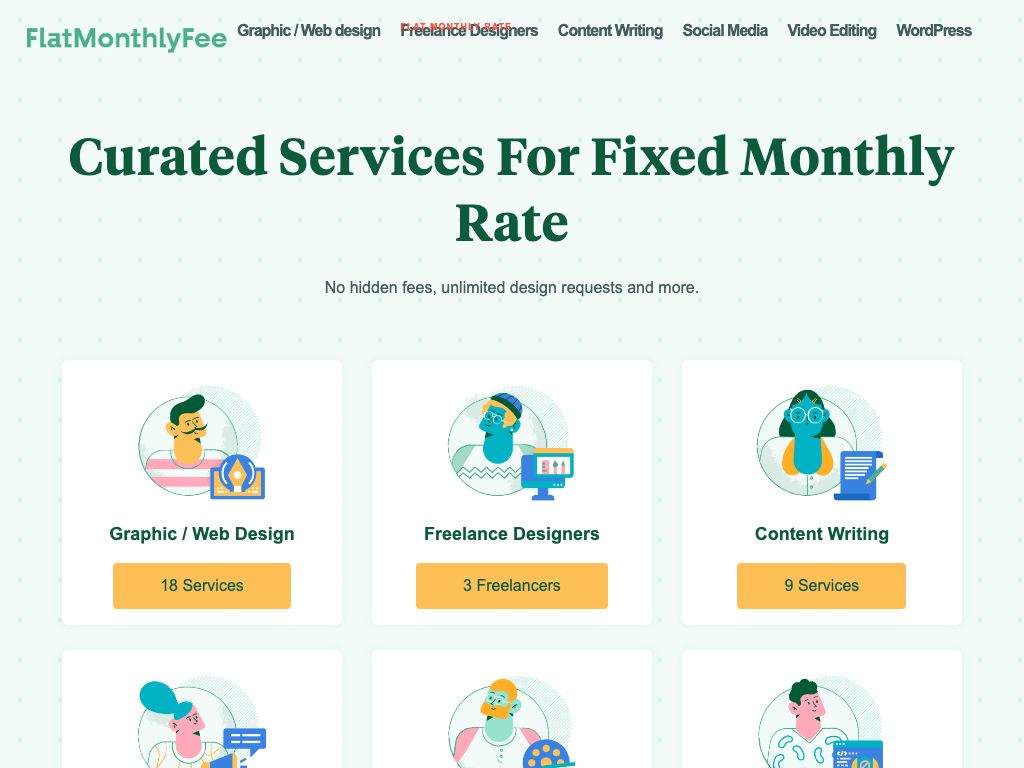 FlatMonthlyFee
Graphic / Web design
FLAT MONTHLY RATE
Freelance Designers
Content Writing
Social Media
Video Editing
WordPress
Curated Services For Fixed Monthly
Rate
No hidden fees, unlimited design requests and more.
Graphic / Web Design
18 Services
Freelance Designers
3 Freelancers
Content Writing
9 Services